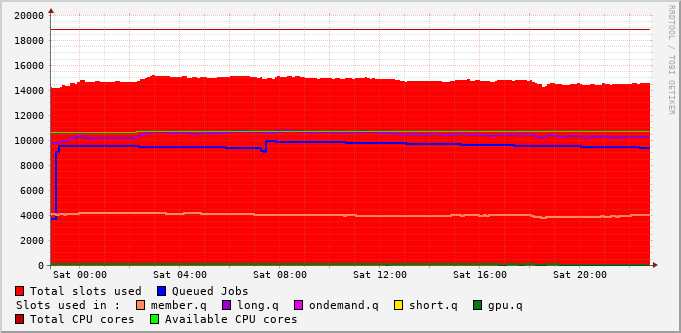 RRDTOOL / TOBI OETIKER
20000
18000
16000
14000
12000
10000
8000
6000
4000
2000
0
Sat 00:00 Sat 04:00 Sat 08:00 Sat 12:00 Sat 16:00 Sat 20:00
Total slots used Queued Jobs
Slots used in : member.q long.q ondemand.q short.q gpu.q
Total CPU cores Available CPU cores